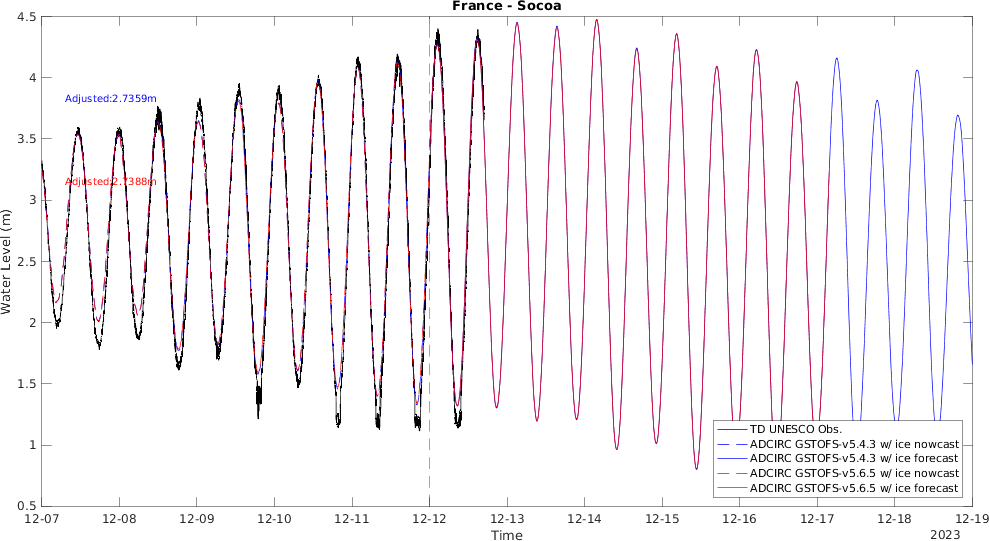 France - Socoa
Water Level (m)
4.5
4
3.5
3
2.5
2
1.5
1
0.5
Adjusted:2.7359m
Adjusted:2.7388m
TD UNESCO Obs.
ADCIRC GSTOFS-v5.4.3 w/ ice nowcast
ADCIRC GSTOFS-v5.4.3 w/ ice forecast
ADCIRC GSTOFS-v5.6.5 w/ ice nowcast
ADCIRC GSTOFS-v5.6.5 w/ ice forecast
12-07 12-08 12-09 12-10 12-11 12-12 12-13 12-14 12-15 12-16 12-17 12-18 12-19
Time
2023